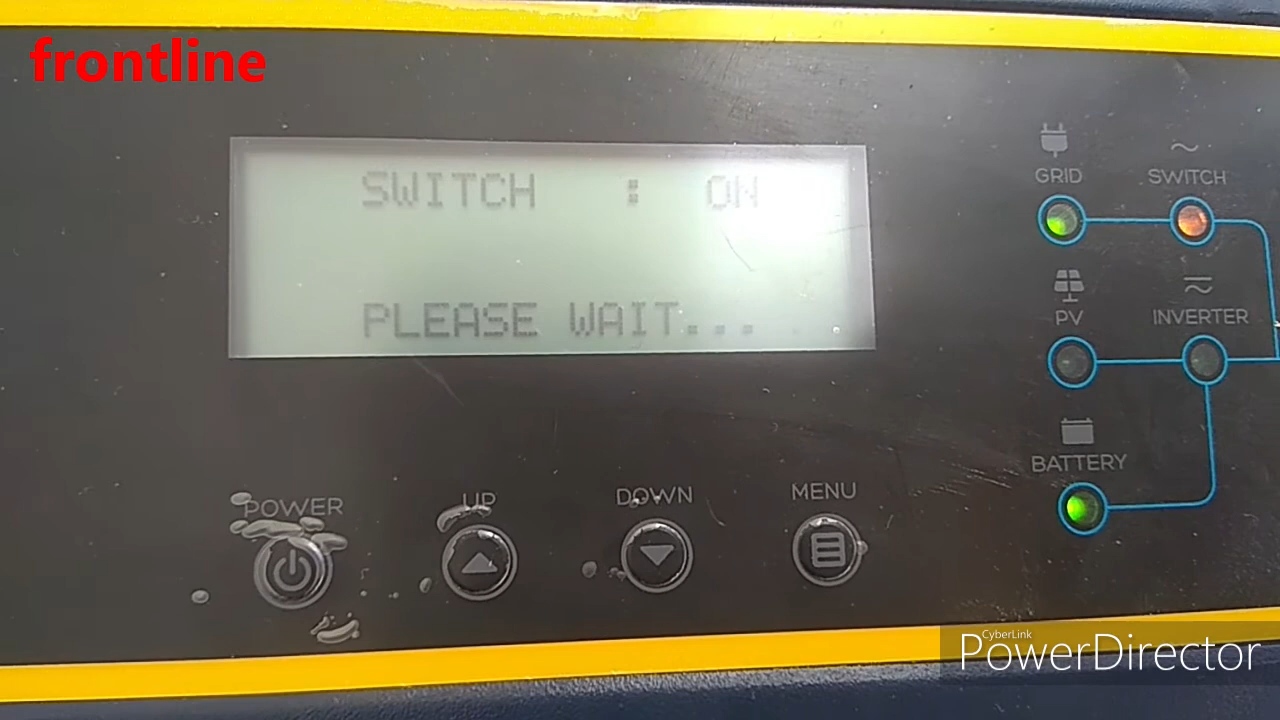 frontline
SWITCH : ON
PLEASE WAIT...
GRID SWITCH
PV INVERTER
BATTERY
POWER UP DOWN MENU
CyberLink
PowerDirector